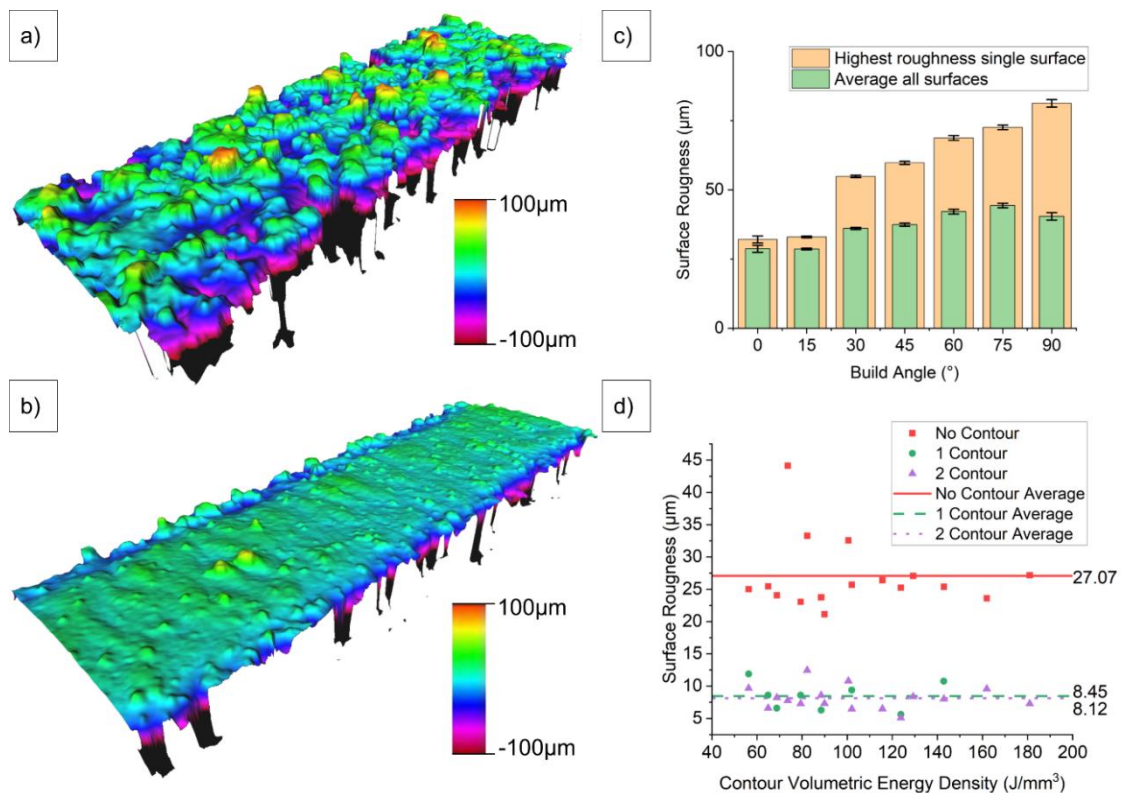 a)
100µm
-100µm
b)
100µm
-100µm
c)
Highest roughness single surface
Average all surfaces
Surface Rougness (µm)
100
50
0
0 15 30 45 60 75 90
Build Angle (°)
d)
No Contour
1 Contour
2 Contour
No Contour Average
1 Contour Average
2 Contour Average
Surface Rougness (µm)
45
40
35
30
25
20
15
10
5
27.07
8.45
8.12
40 60 80 100 120 140 160 180 200
Contour Volumetric Energy Density (J/mm³)